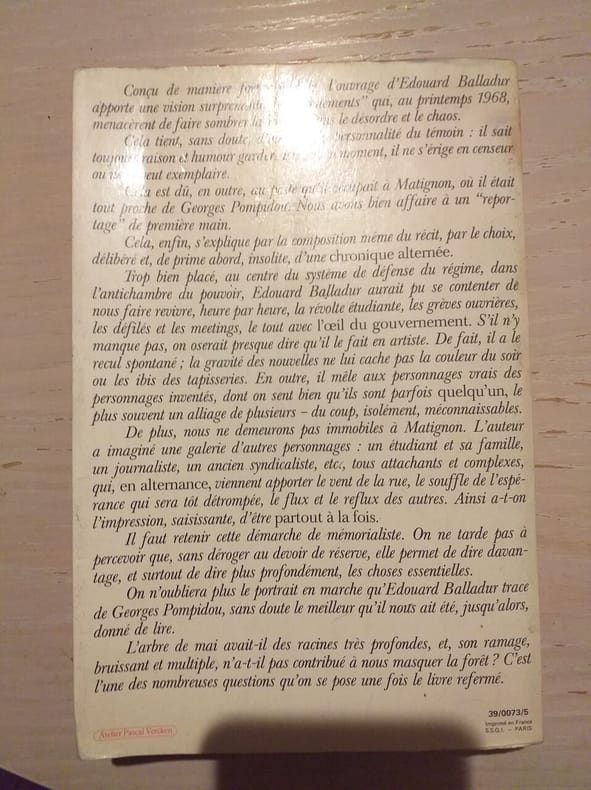 Conçu de manière l'ouvrage d'Edouard Balladur
apporte une vision " qui, au printemps 1968,
menacèrent de faire sombrer le désordre et le chaos.
Cela tient, sans doute, personnalité du témoin : il sait
raison et humour moment, il ne s'érige en censeur
ou exemplaire.
est dû, en outre, au poste qu'il occupait à Matignon, où il était
tout proche de Georges Pompidou. Nous avons bien affaire à un "repor-
tage" de première main.
Cela, enfin, s'explique par la composition même du récit, par le choix,
délibéré et, de prime abord, insolite, d'une chronique alternée.
Trop bien placé, au centre du système de défense du régime, dans
l'antichambre du pouvoir, Edouard Balladur aurait pu se contenter de
nous faire revivre, heure par heure, la révolte étudiante, les grèves ouvrières,
les défilés et les meetings, le tout avec l'œil du gouvernement. S'il n'y
manque pas, on oserait presque dire qu'il le fait en artiste. De fait, il a le
recul spontané ; la gravité des nouvelles ne lui cache pas la couleur du soir
ou les ibis des tapisseries. En outre, il mêle aux personnages vrais des
personnages inventés, dont on sent bien qu'ils sont parfois quelqu'un, le
plus souvent un alliage de plusieurs – du coup, isolément, méconnaissables.
De plus, nous ne demeurons pas immobiles à Matignon. L'auteur
a imaginé une galerie d'autres personnages : un étudiant et sa famille,
un journaliste, un ancien syndicaliste, etc., tous attachants et complexes,
qui, en alternance, viennent apporter le vent de la rue, le souffle de l'espé-
rance qui sera tôt détrompée, le flux et le reflux des autres. Ainsi a-t-on
l'impression, saisissante, d'être partout à la fois.
Il faut retenir cette démarche de mémorialiste. On ne tarde pas à
percevoir que, sans déroger au devoir de réserve, elle permet de dire davan-
tage, et surtout de dire plus profondément, les choses essentielles.
On n'oubliera plus le portrait en marche qu'Edouard Balladur trace
de Georges Pompidou, sans doute le meilleur qu'il nous ait été, jusqu'alors,
donné de lire.
L'arbre de mai avait-il des racines très profondes, et, son ramage,
bruissant et multiple, n'a-t-il pas contribué à nous masquer la forêt ? C'est
l'une des nombreuses questions qu'on se pose une fois le livre refermé.
39/0073/5
Imprimé en France
S.S.Q.I. – PARIS
Atelier Pascal Vercken